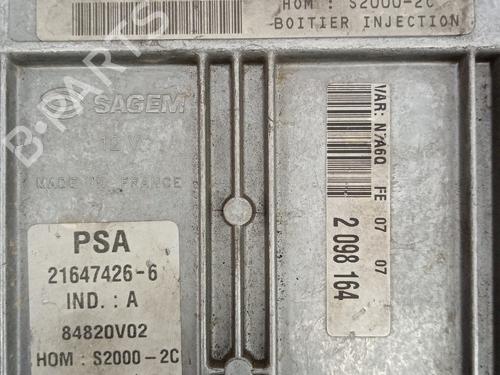 HOM : S2000-2C
BOITIER INJECTION
SAGEM
MADE IN FRANCE
PSA
21647426-6
IND. : A
84820V02
HOM : S2000-2C
VAR: N7A6Q FE 07 07
2 098 164
B-PARTS